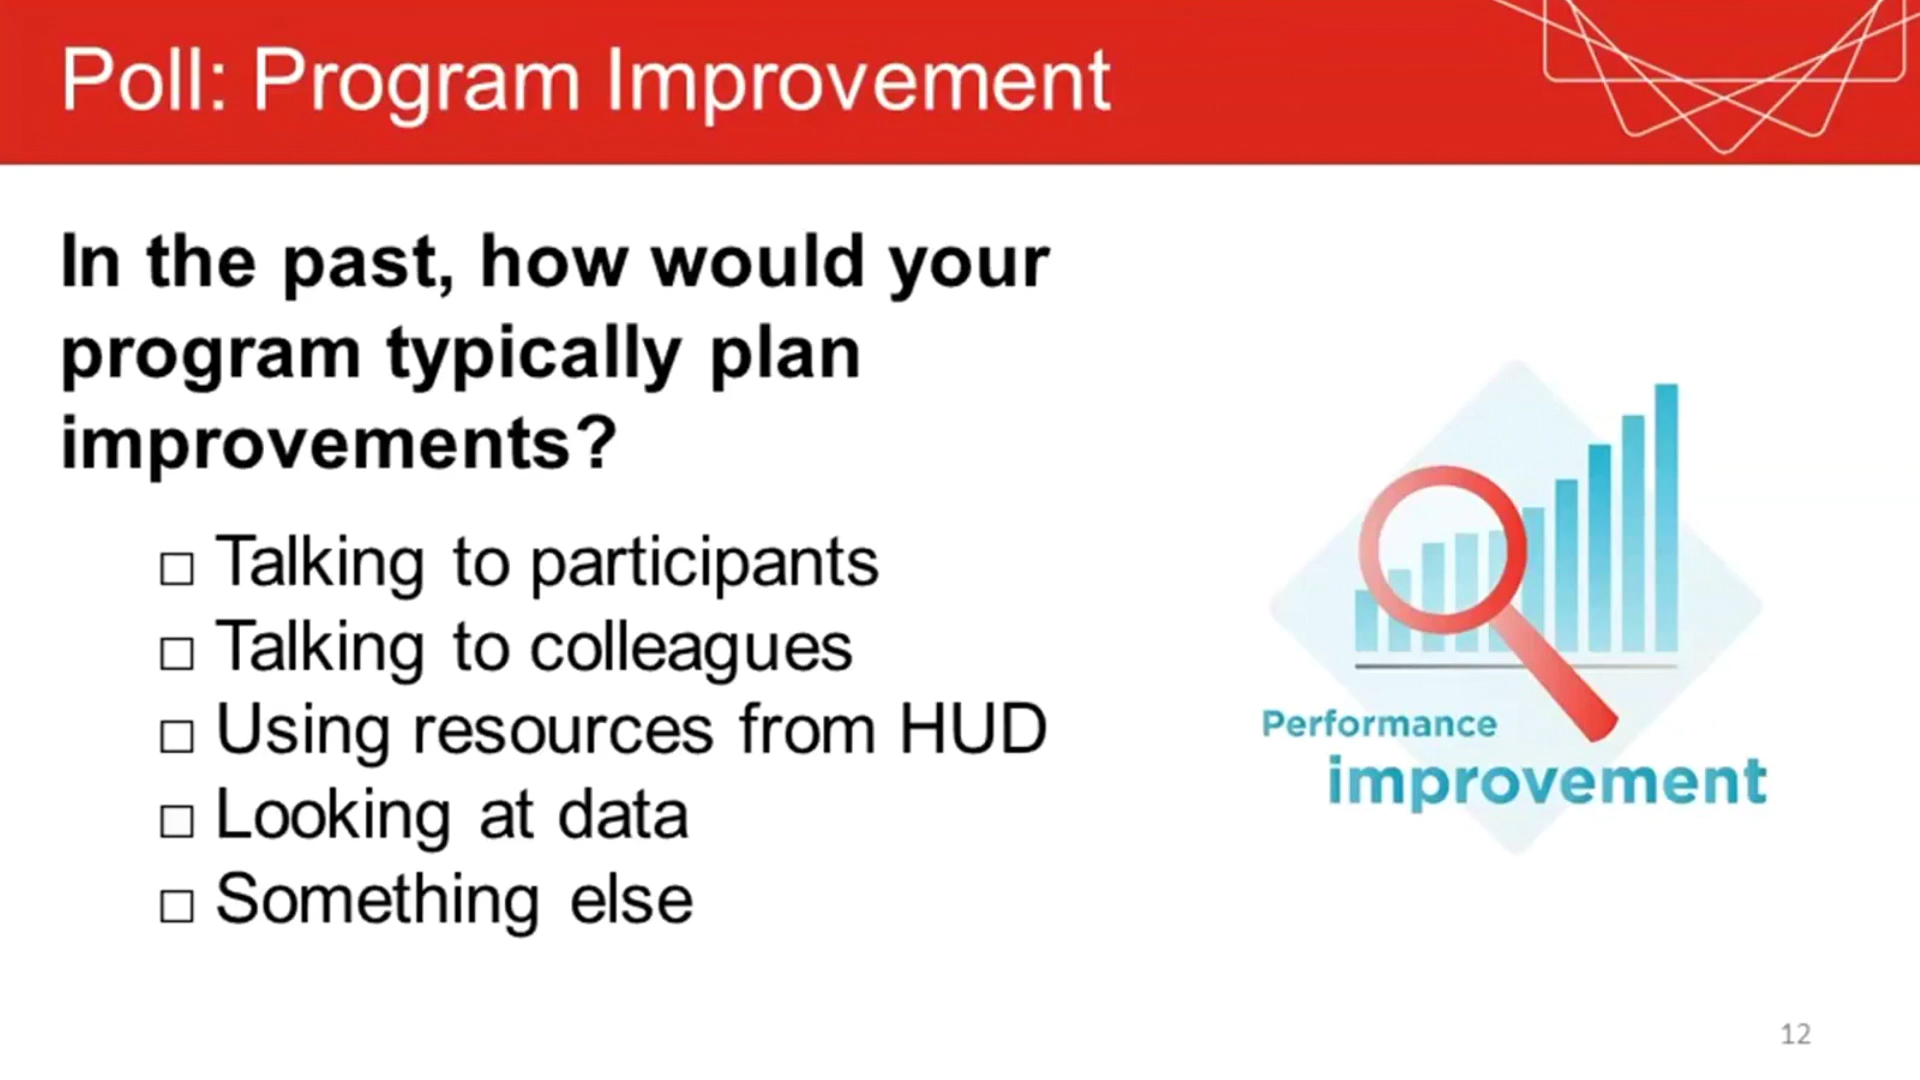 Poll: Program Improvement
In the past, how would your
program typically plan
improvements?
□ Talking to participants
□ Talking to colleagues
□ Using resources from HUD
□ Looking at data
□ Something else
Performance
improvement
12